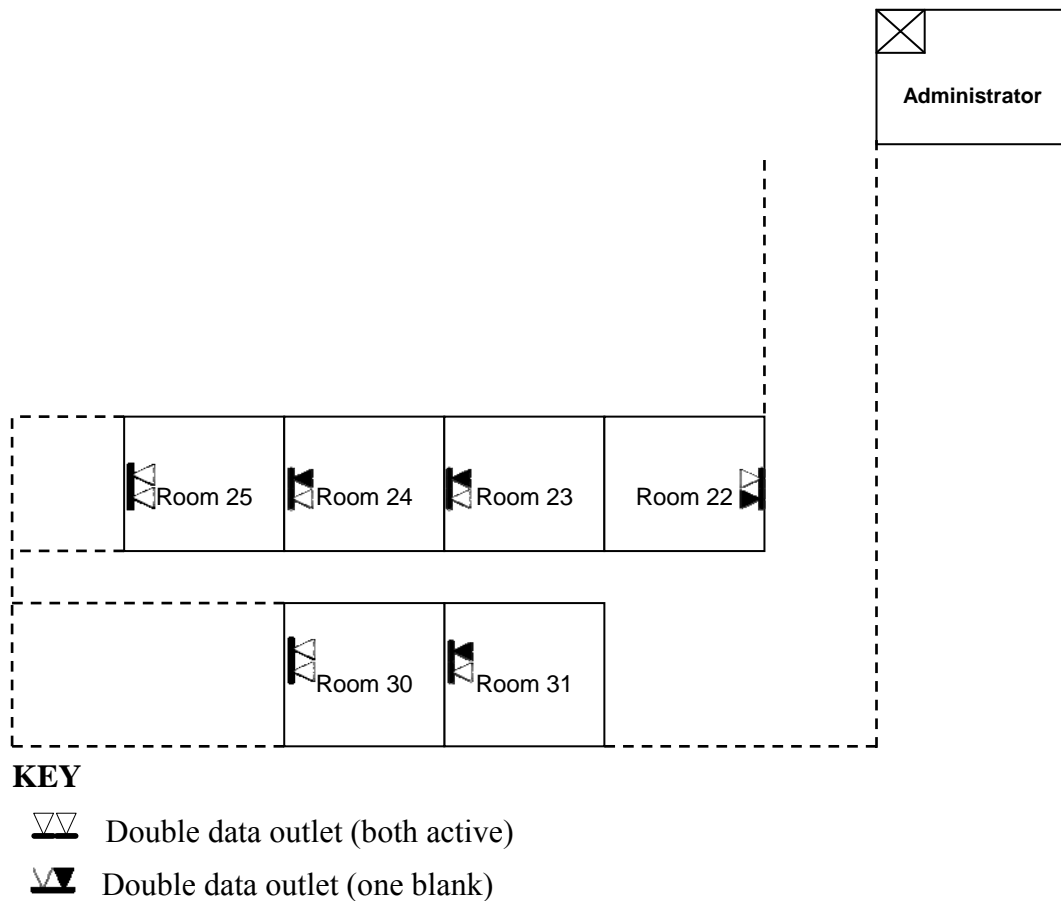 Administrator
Room 25
Room 24
Room 23
Room 22
Room 30
Room 31
KEY
Double data outlet (both active)
Double data outlet (one blank)